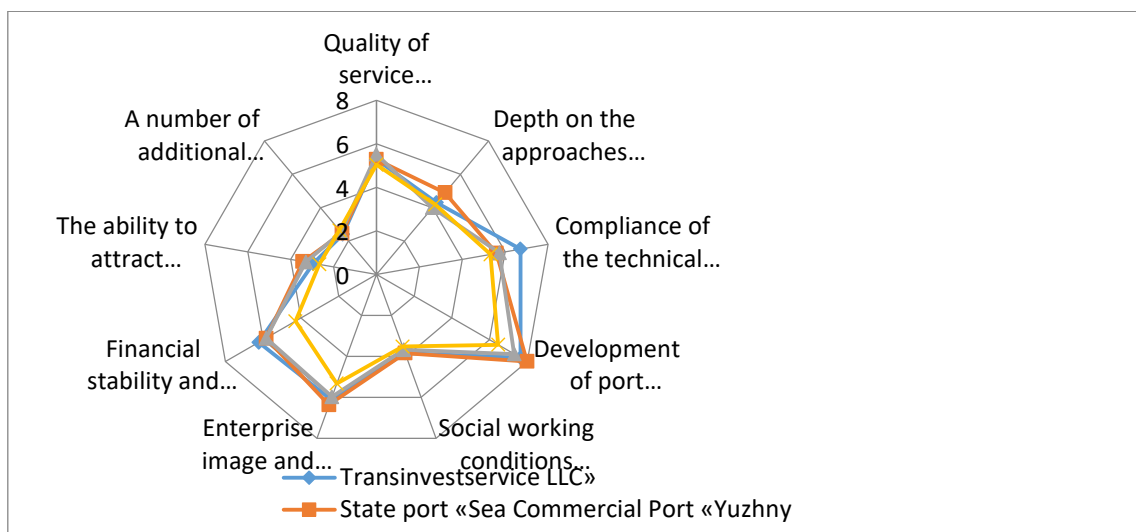 Quality of
service...
8
A number of
additional...
Depth on the
approaches...
6
4
The ability to
attract...
2
Compliance of
the technical...
0
Financial
stability and...
Development
of port...
Enterprise
image and...
Social working
conditions...
Transinvestservice LLC»
State port «Sea Commercial Port «Yuzhny